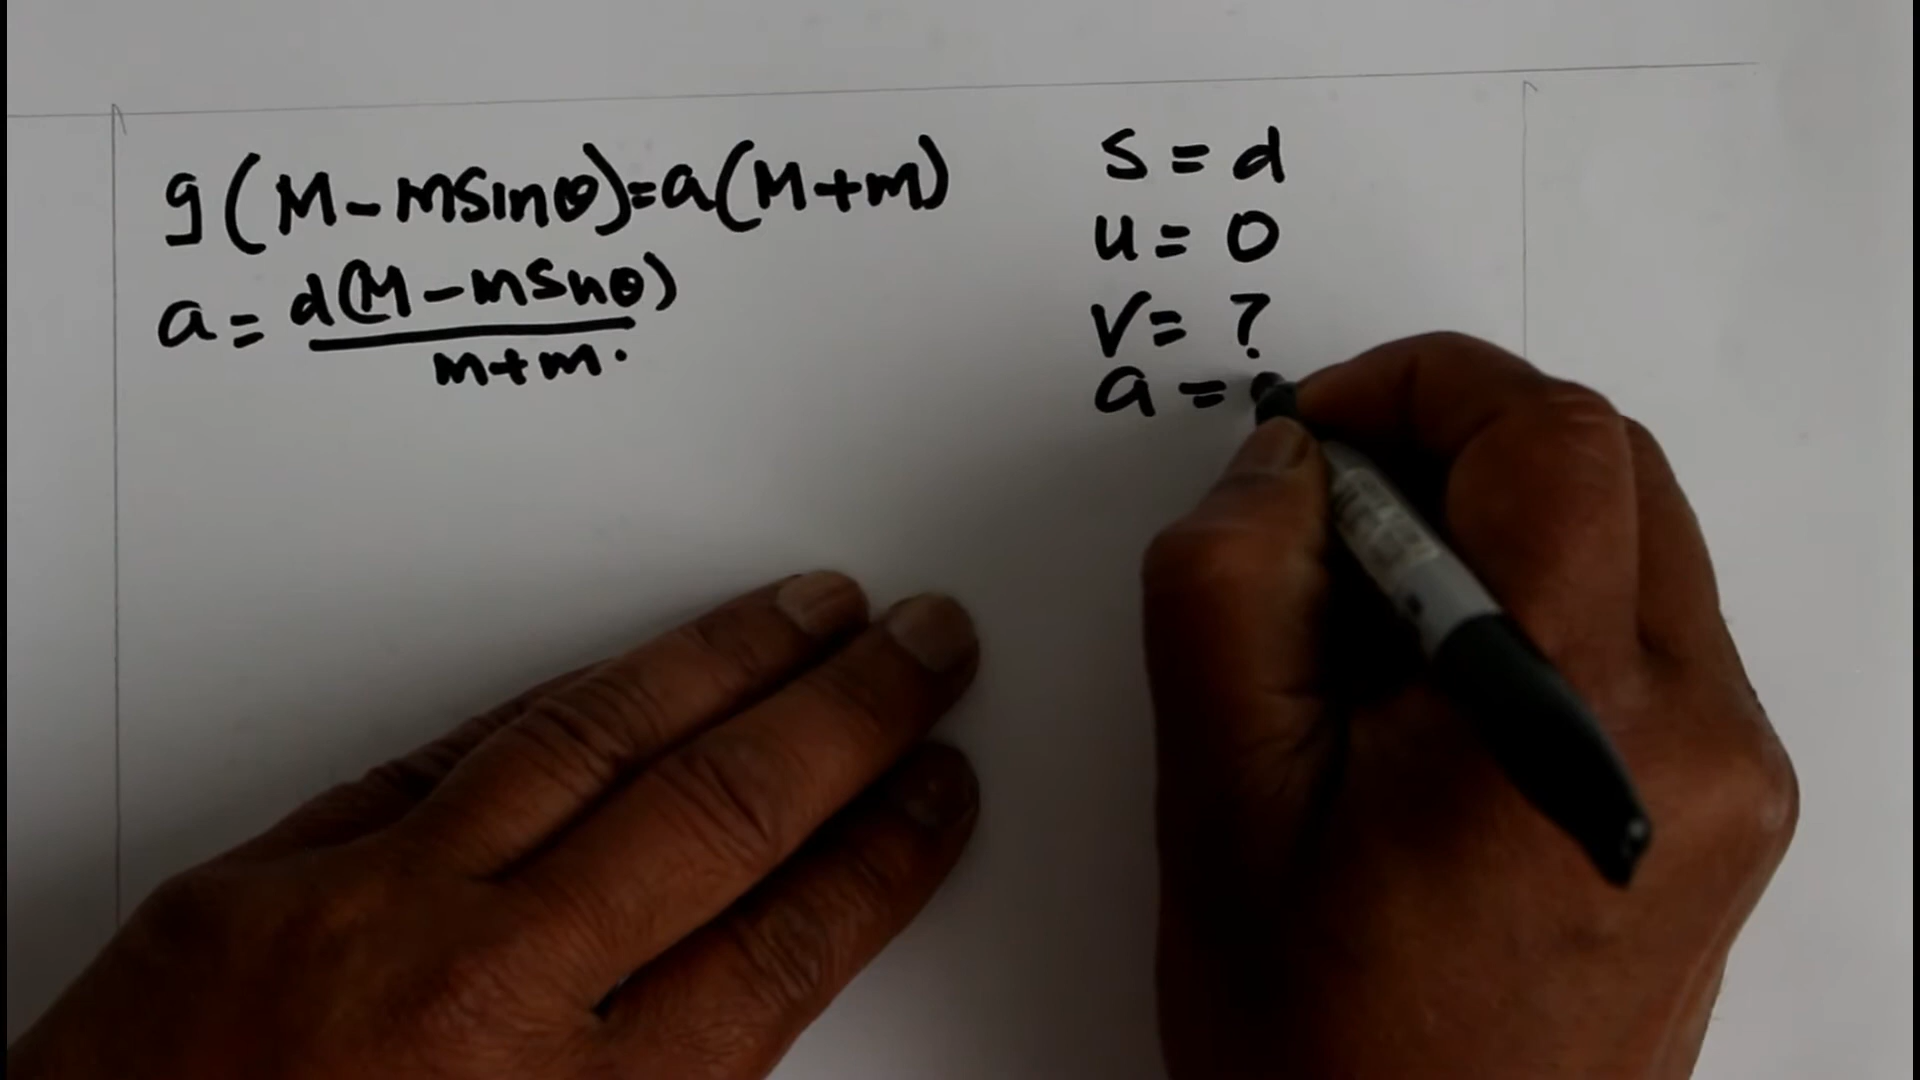 g(M-mSinθ)=a(M+m)
a=d(M-mSnθ)
m+m.
S=d
u=0
V=?
a=